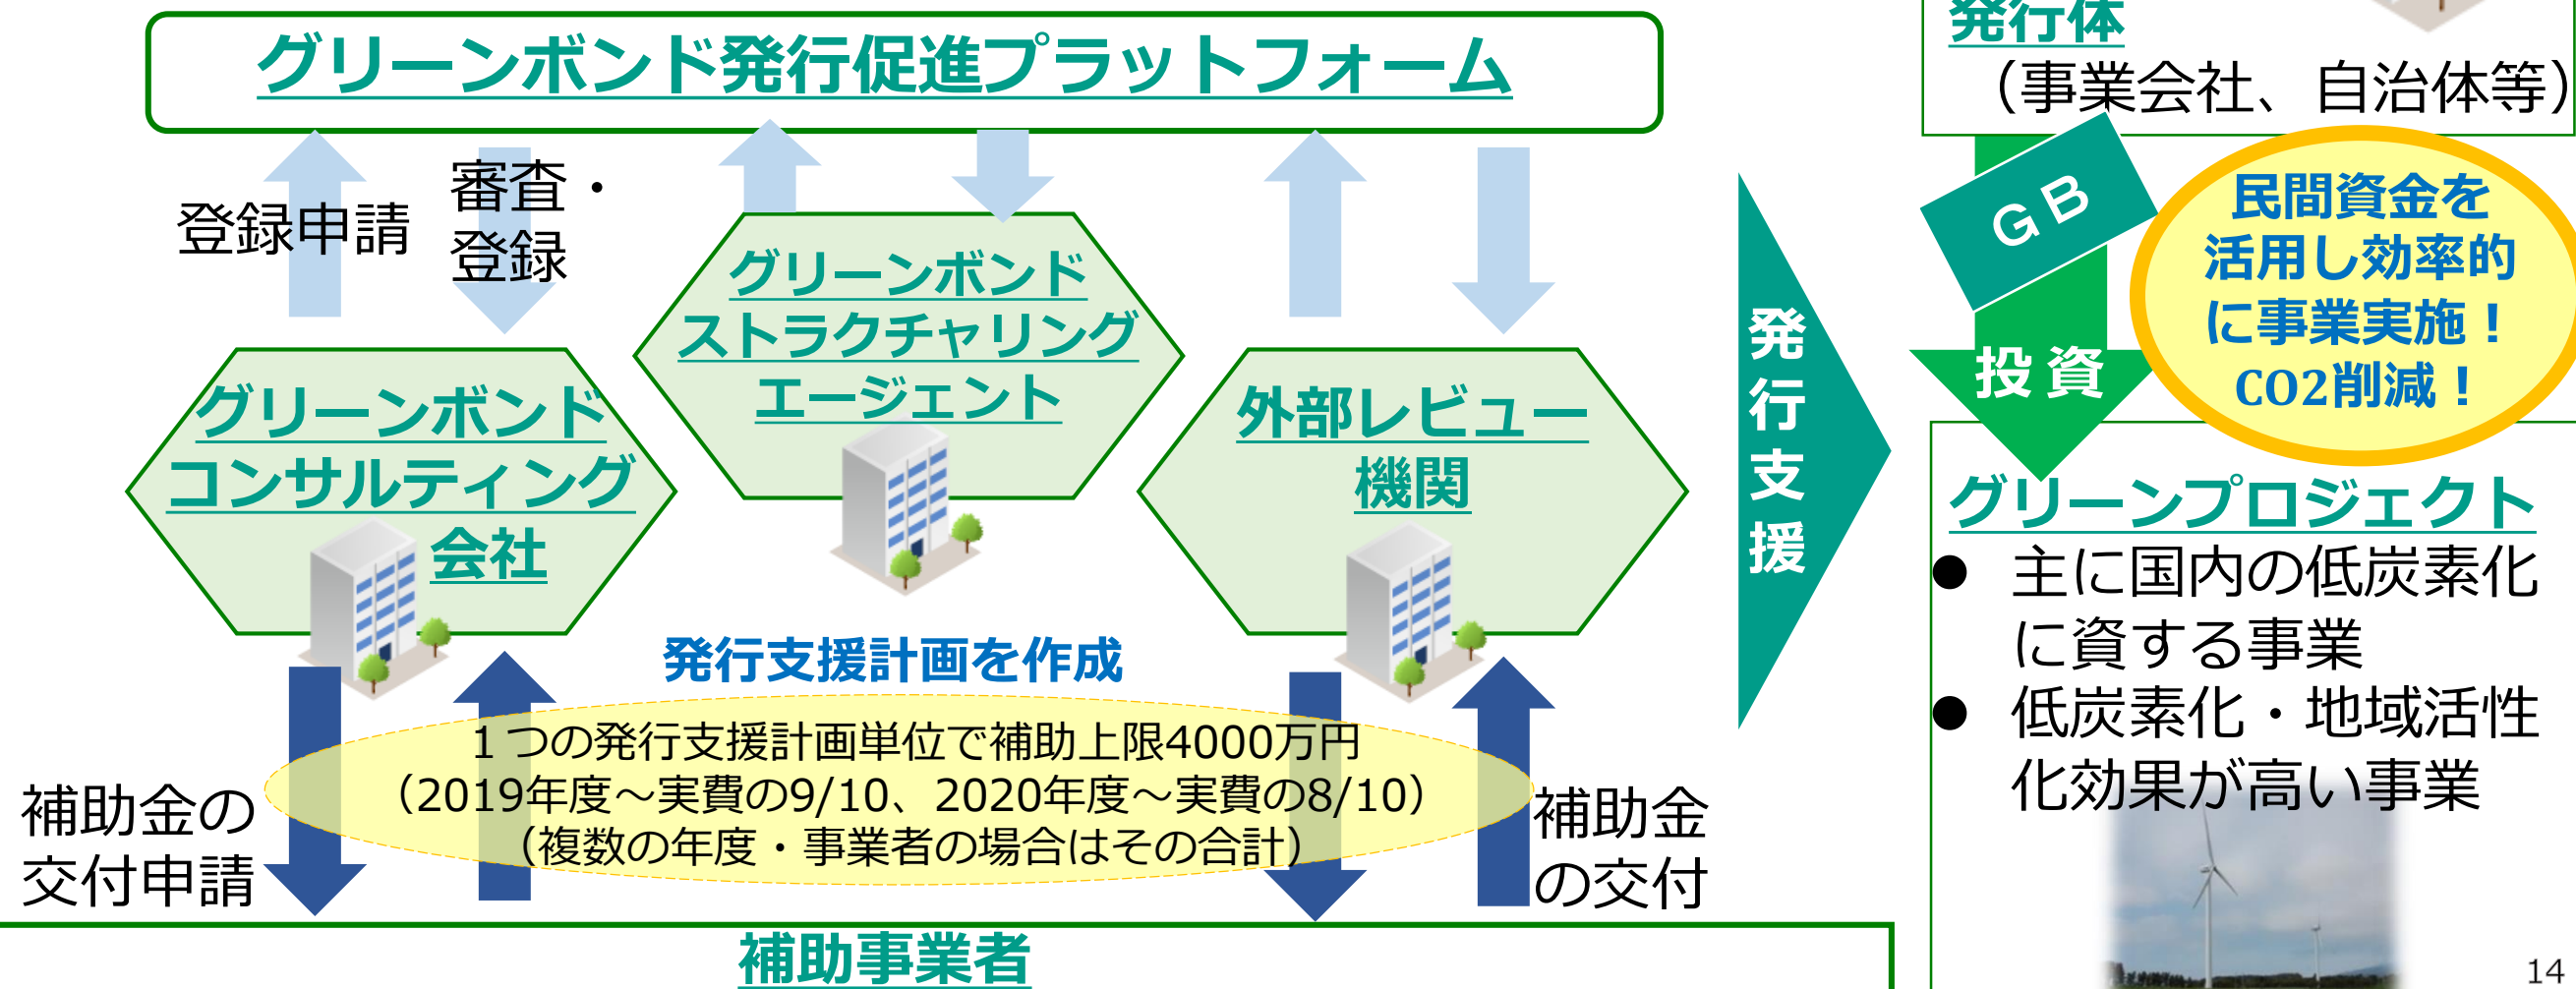 グリーンボンド発行促進プラットフォーム
登録申請
審査・
登録
グリーンボンド
コンサルティング
会社
グリーンボンド
ストラクチャリング
エージェント
外部レビュー
機関
発行支援計画を作成
１つの発行支援計画単位で補助上限4000万円
（2019年度～実費の9/10、2020年度～実費の8/10）
（複数の年度・事業者の場合はその合計）
補助金の
交付申請
補助金
の交付
補助事業者
発行支援
発行体
（事業会社、自治体等）
ＧＢ
投資
民間資金を
活用し効率的
に事業実施！
CO2削減！
グリーンプロジェクト
● 主に国内の低炭素化
に資する事業
● 低炭素化・地域活性
化効果が高い事業
14